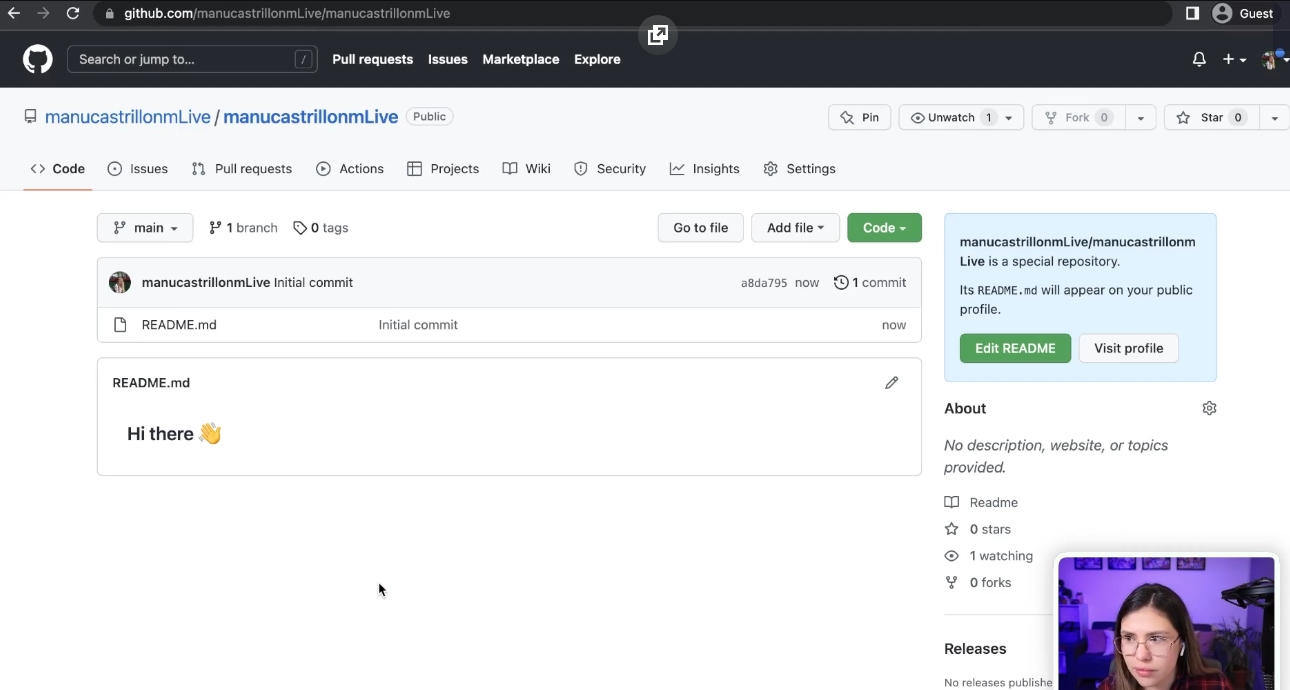 github.com/manucastrillonmLive/manucastrillonmLive
Guest
Search or jump to... /
Pull requests Issues Marketplace Explore
manucastrillonmLive / manucastrillonmLive Public
Pin Unwatch 1 Fork 0 Star 0
Code Issues Pull requests Actions Projects Wiki Security Insights Settings
main 1 branch 0 tags Go to file Add file Code
manucastrillonmLive Initial commit a8da795 now 1 commit
README.md Initial commit now
README.md
Hi there 👋
manucastrillonmLive/manucastrillonm
Live is a special repository.
Its README.md will appear on your public
profile.
Edit README Visit profile
About
No description, website, or topics
provided.
Readme
0 stars
1 watching
0 forks
Releases
No releases publishe